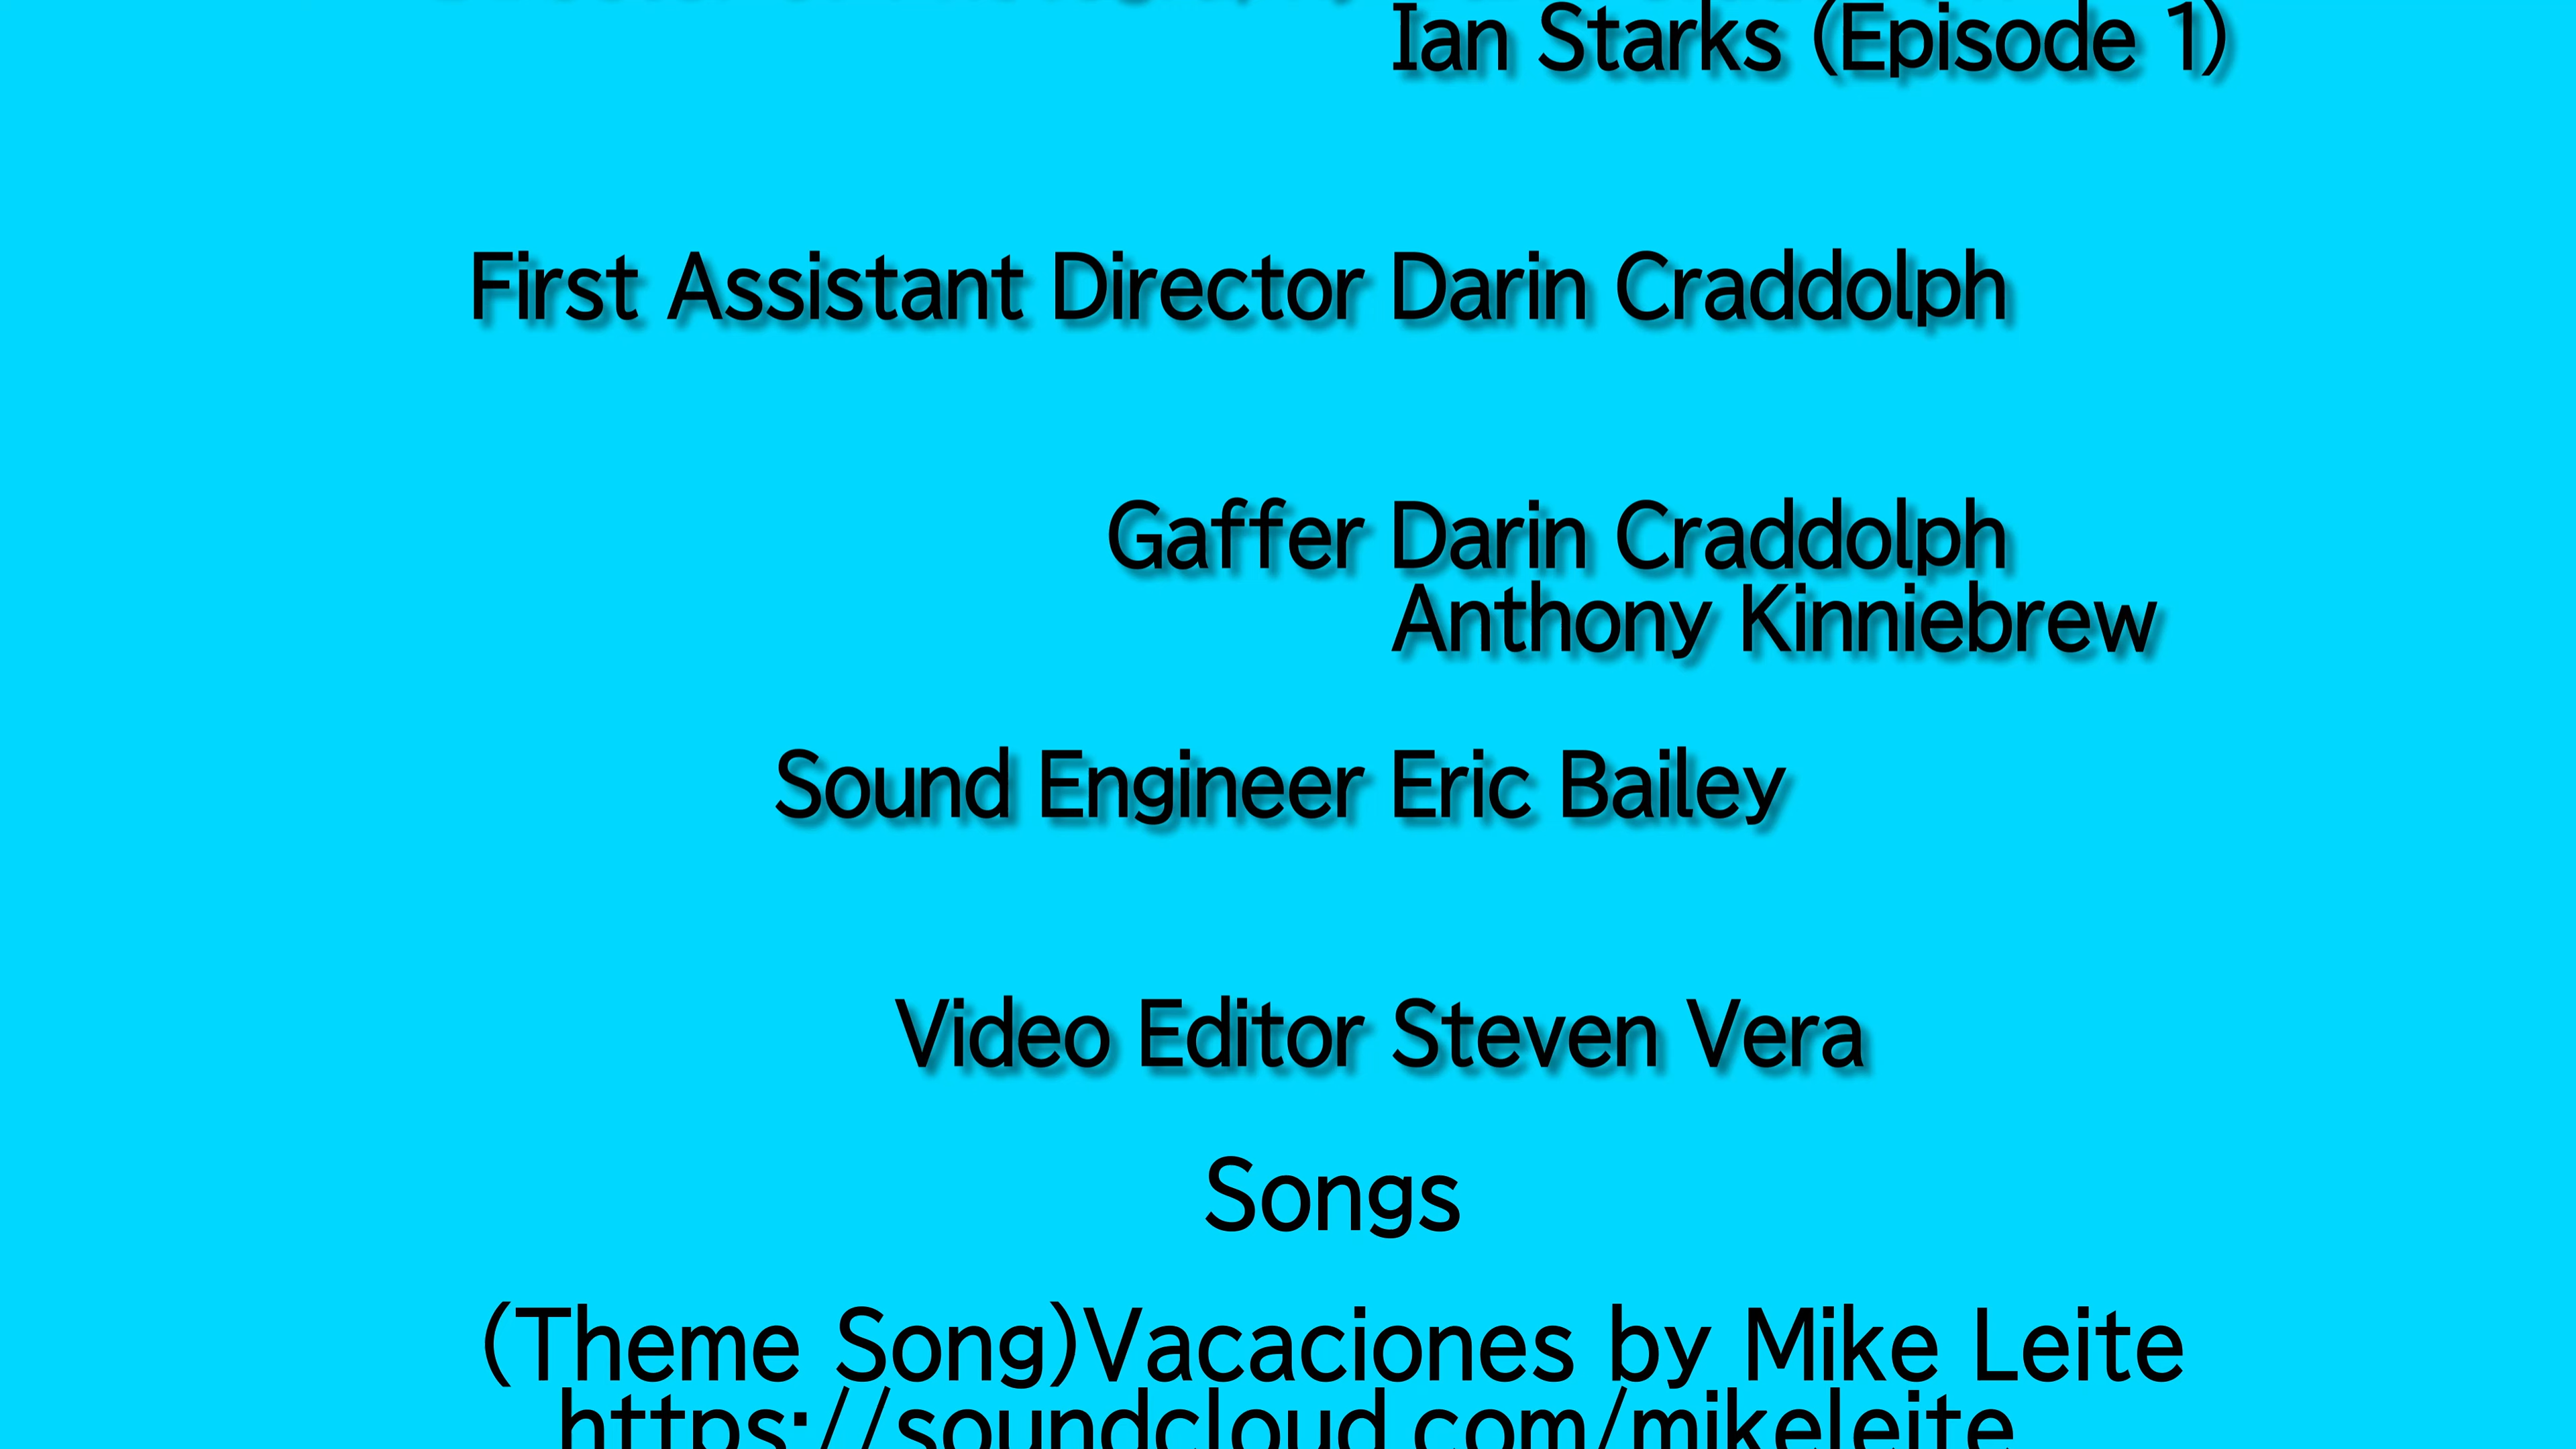 Ian Starks (Episode 1)
First Assistant Director Darin Craddolph
Gaffer Darin Craddolph
Anthony Kinniebrew
Sound Engineer Eric Bailey
Video Editor Steven Vera
Songs
(Theme Song)Vacaciones by Mike Leite
https://soundcloud.com/mikeleite